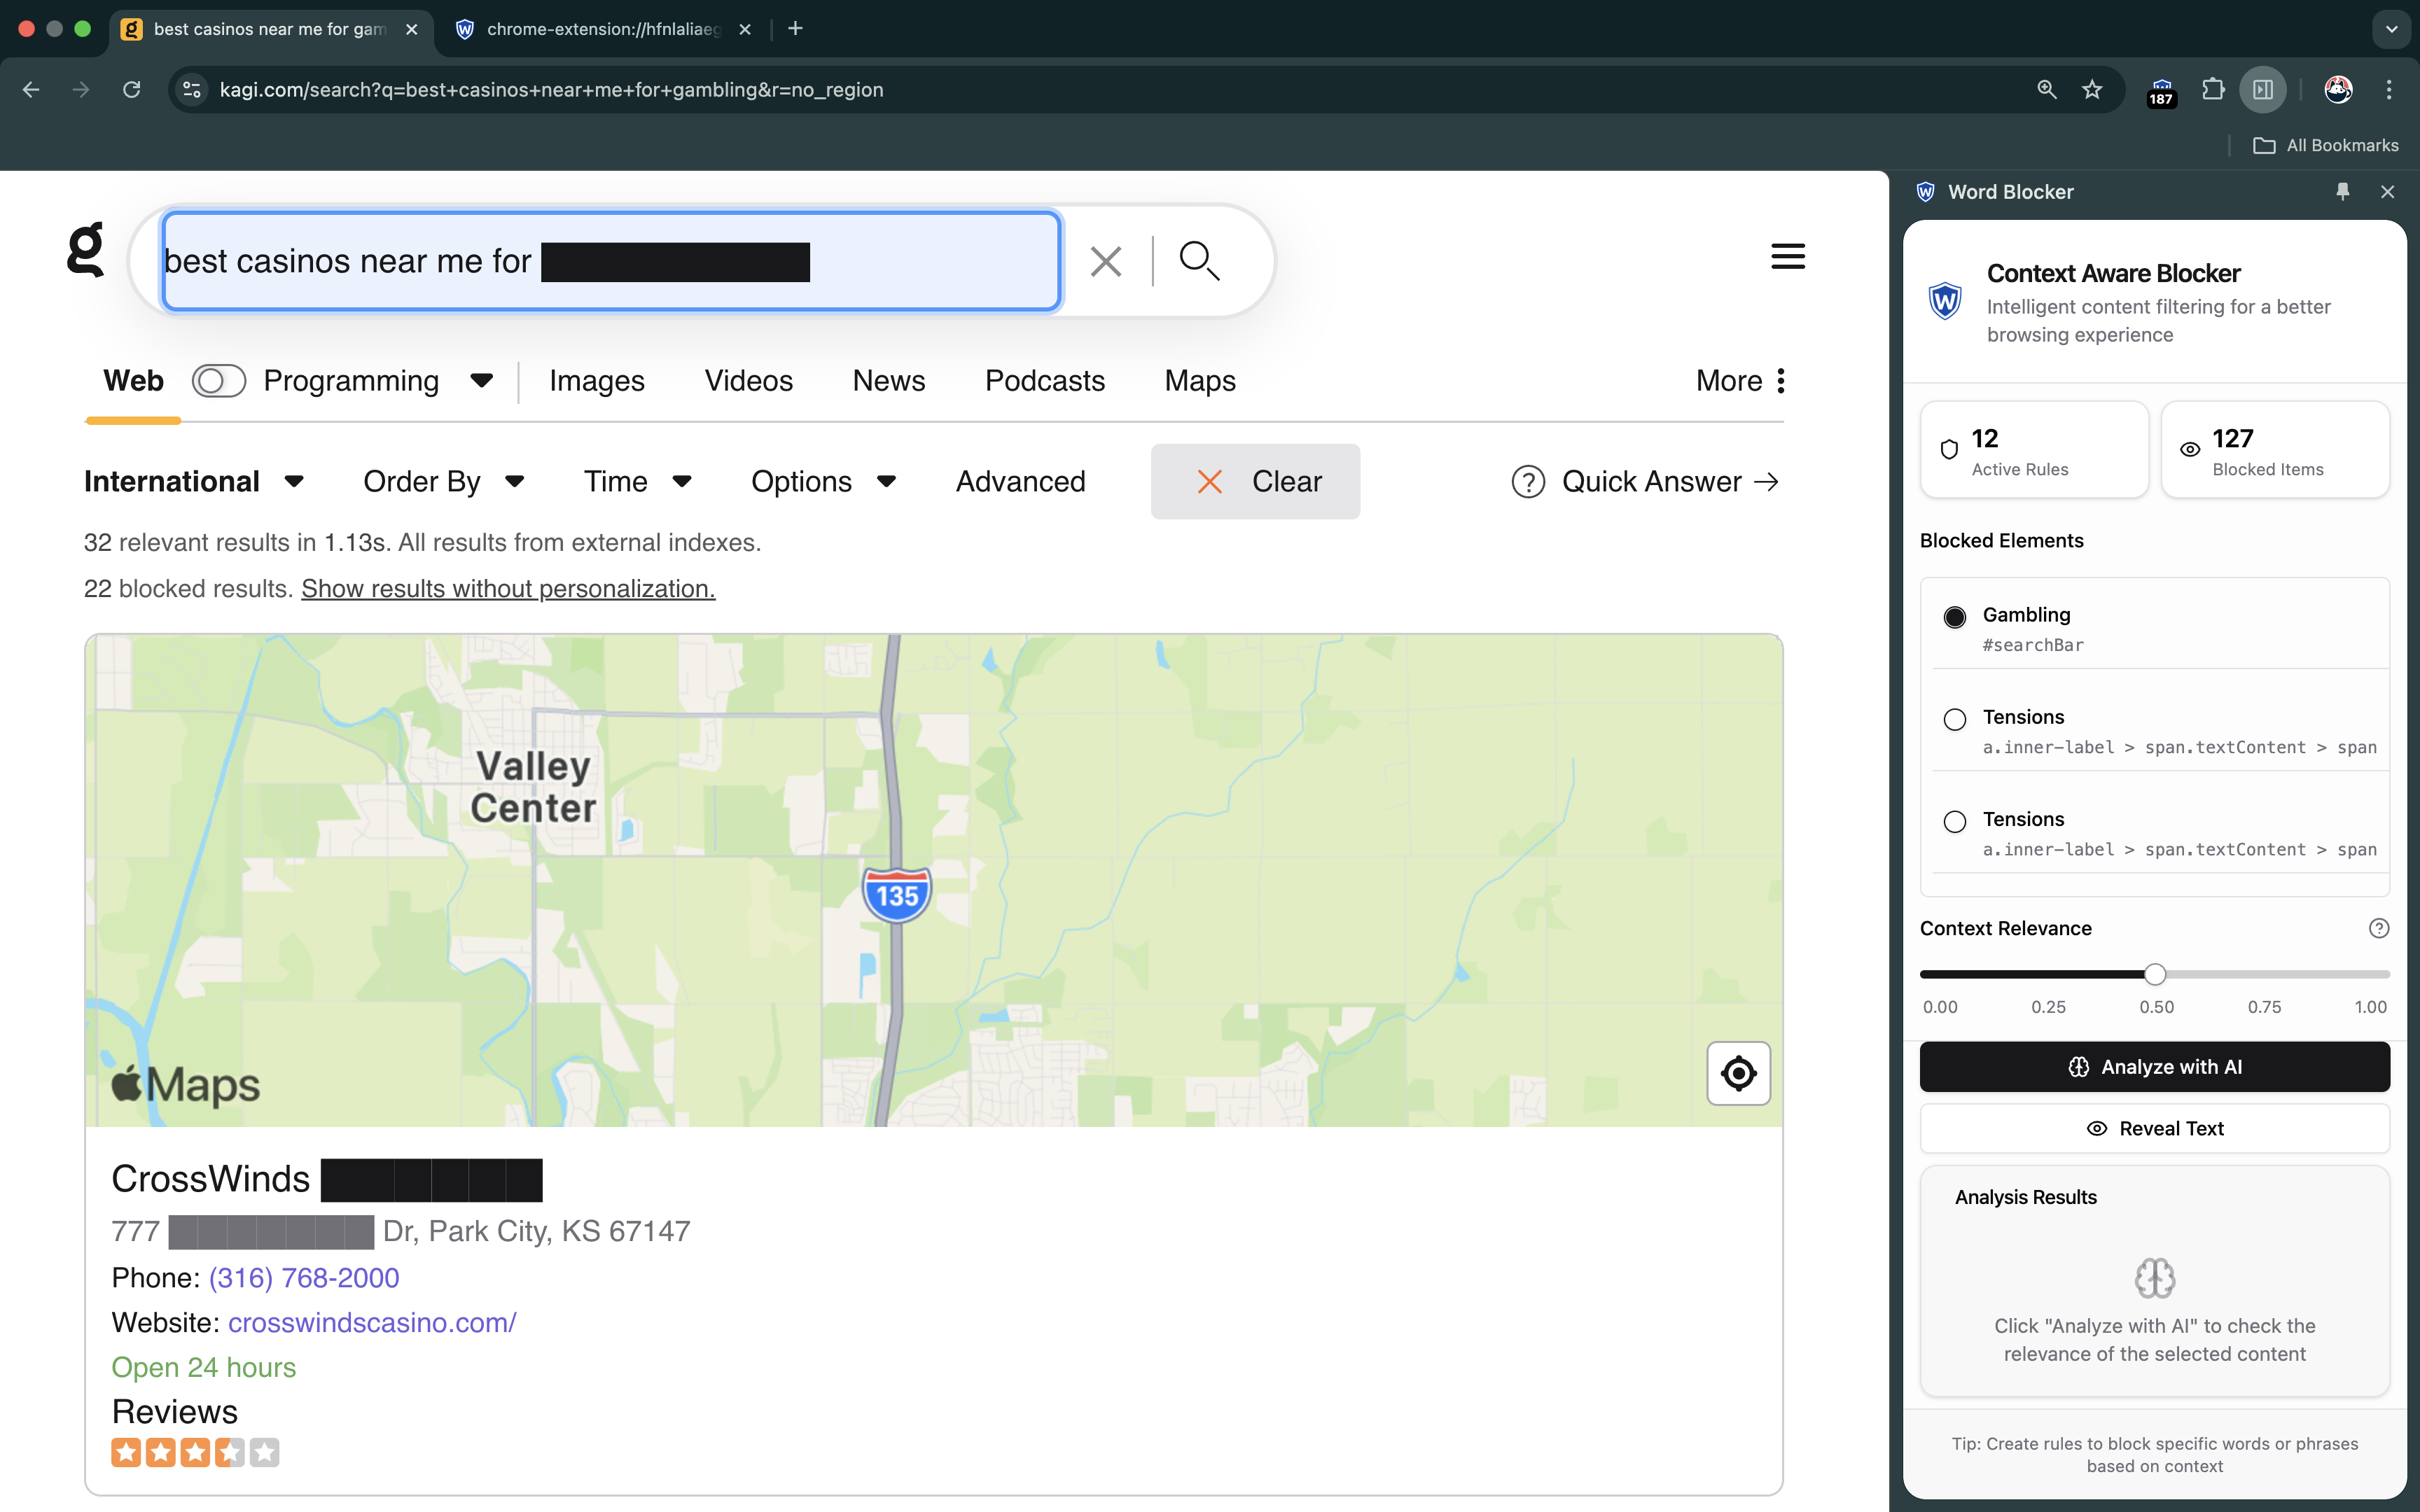 best casinos near me for gam
chrome-extension://hfnlaliaeg
kagi.com/search?q=best+casinos+near+me+for+gambling&r=no_region
187
All Bookmarks
g
best casinos near me for
Web
Programming
Images
Videos
News
Podcasts
Maps
More
International
Order By
Time
Options
Advanced
Clear
Quick Answer →
32 relevant results in 1.13s. All results from external indexes.
22 blocked results. Show results without personalization.
Valley
Center
135
Maps
CrossWinds
777 Dr, Park City, KS 67147
Phone: (316) 768-2000
Website: crosswindscasino.com/
Open 24 hours
Reviews
Word Blocker
W
Context Aware Blocker
Intelligent content filtering for a better
browsing experience
12
Active Rules
127
Blocked Items
Blocked Elements
Gambling
#searchBar
Tensions
a.inner-label > span.textContent > span
Tensions
a.inner-label > span.textContent > span
Context Relevance
0.00 0.25 0.50 0.75 1.00
Analyze with AI
Reveal Text
Analysis Results
Click "Analyze with AI" to check the
relevance of the selected content
Tip: Create rules to block specific words or phrases
based on context